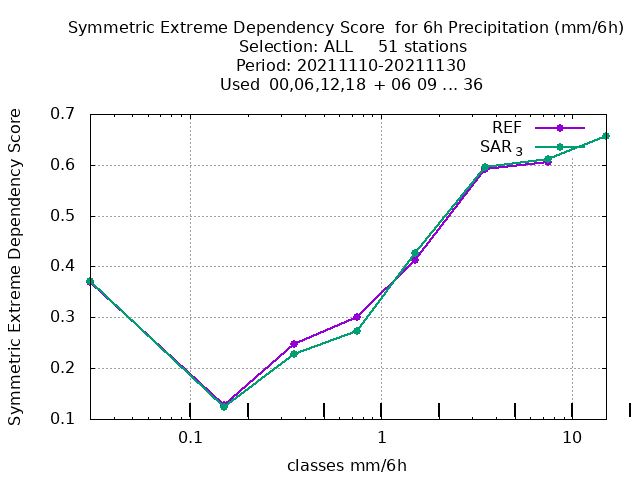 Symmetric Extreme Dependency Score  for 6h Precipitation (mm/6h)
Selection: ALL     51 stations
Period: 20211110-20211130
Used  00,06,12,18  + 06 09 ... 36
REF
SAR 3
Symmetric Extreme Dependency Score
0.7
0.6
0.5
0.4
0.3
0.2
0.1
0.1 1 10
classes mm/6h